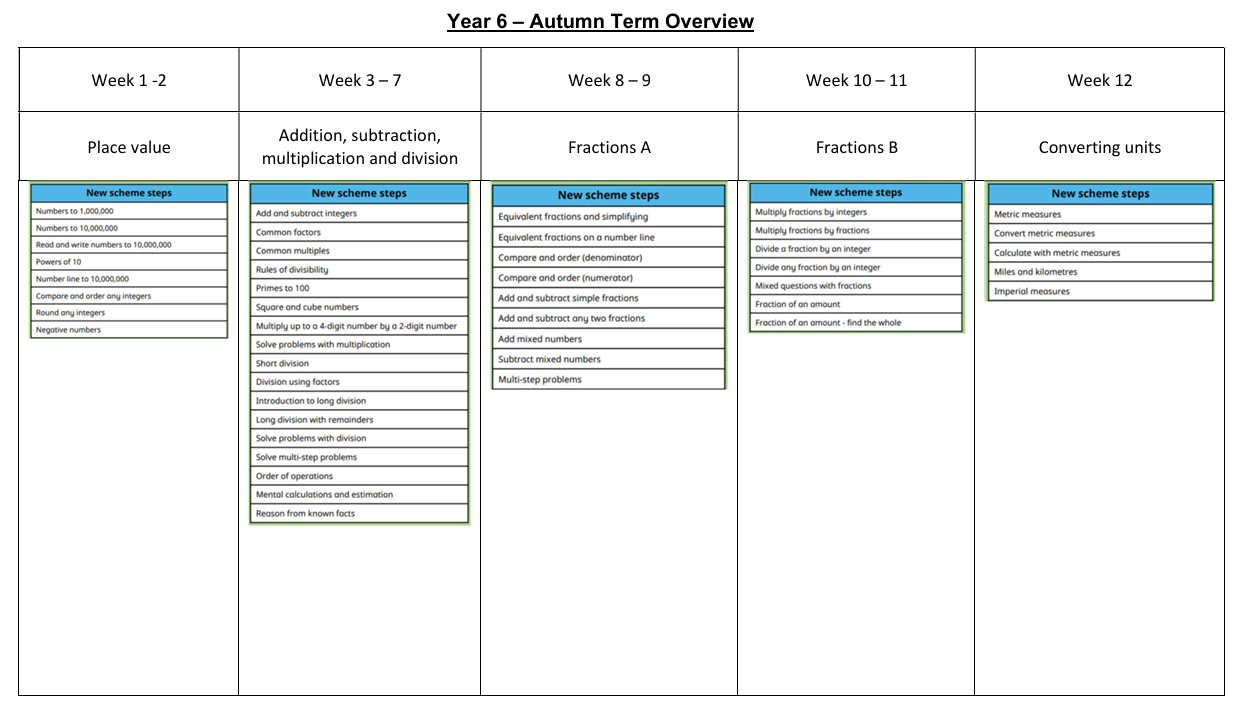 Year 6 – Autumn Term Overview
Week 1 -2
Week 3 – 7
Week 8 – 9
Week 10 – 11
Week 12
Place value
Addition, subtraction,
multiplication and division
Fractions A
Fractions B
Converting units
New scheme steps
Numbers to 1,000,000
Numbers to 10,000,000
Read and write numbers to 10,000,000
Powers of 10
Number line to 10,000,000
Compare and order any integers
Round any integers
Negative numbers
New scheme steps
Add and subtract integers
Common factors
Common multiples
Rules of divisibility
Primes to 100
Square and cube numbers
Multiply up to a 4-digit number by a 2-digit number
Solve problems with multiplication
Short division
Division using factors
Introduction to long division
Long division with remainders
Solve problems with division
Solve multi-step problems
Order of operations
Mental calculations and estimation
Reason from known facts
New scheme steps
Equivalent fractions and simplifying
Equivalent fractions on a number line
Compare and order (denominator)
Compare and order (numerator)
Add and subtract simple fractions
Add and subtract any two fractions
Add mixed numbers
Subtract mixed numbers
Multi-step problems
New scheme steps
Multiply fractions by integers
Multiply fractions by fractions
Divide a fraction by an integer
Divide any fraction by an integer
Mixed questions with fractions
Fraction of an amount
Fraction of an amount - find the whole
New scheme steps
Metric measures
Convert metric measures
Calculate with metric measures
Miles and kilometres
Imperial measures